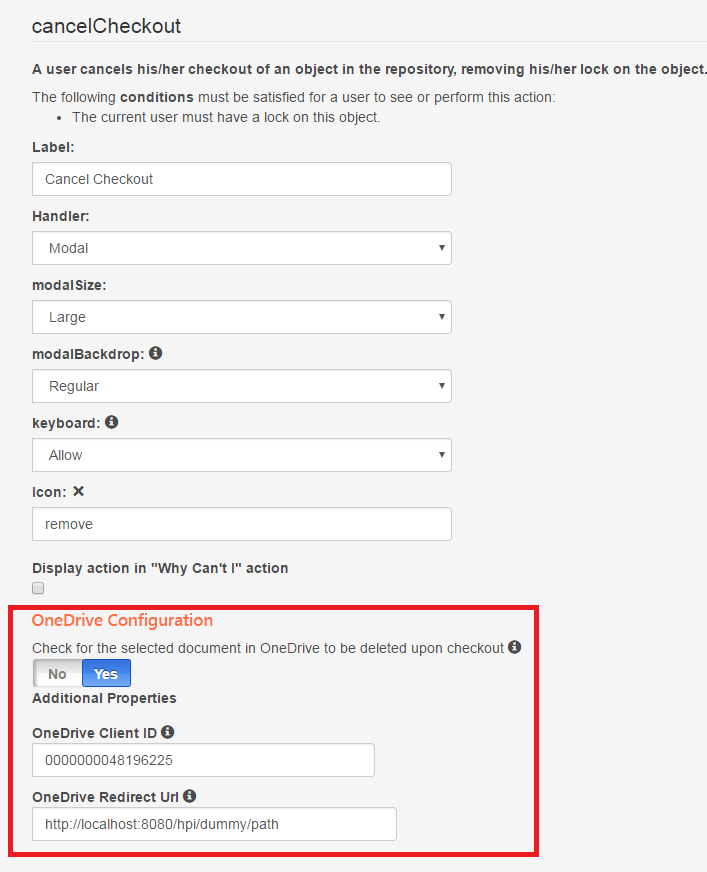 cancelCheckout
A user cancels his/her checkout of an object in the repository, removing his/her lock on the object.
The following conditions must be satisfied for a user to see or perform this action:
• The current user must have a lock on this object.
Label:
Cancel Checkout
Handler:
Modal
modalSize:
Large
modalBackdrop:
Regular
keyboard:
Allow
Icon:
remove
Display action in "Why Can't I" action
OneDrive Configuration
Check for the selected document in OneDrive to be deleted upon checkout
No Yes
Additional Properties
OneDrive Client ID
0000000048196225
OneDrive Redirect Url
http://localhost:8080/hpi/dummy/path